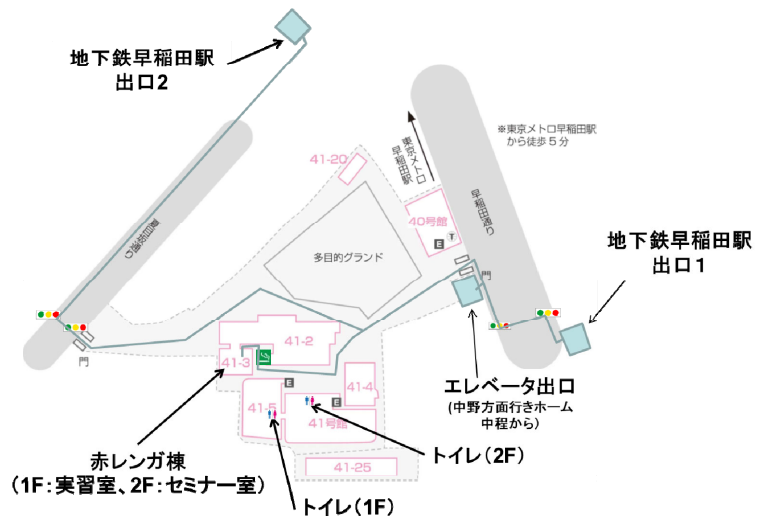 地下鉄早稲田駅
出口2
※東京メトロ早稲田駅
から徒歩5分
東京メトロ
早稲田駅
41-20
早稲田通り
40号館
E
T
多目的グランド
門
地下鉄早稲田駅
出口1
門
41-2
41-3
エレベータ出口
(中野方面行きホーム
中程から)
E
41-4
41-5
E
41号館
赤レンガ棟
(1F:実習室、2F:セミナー室)
トイレ(2F)
41-25
トイレ(1F)